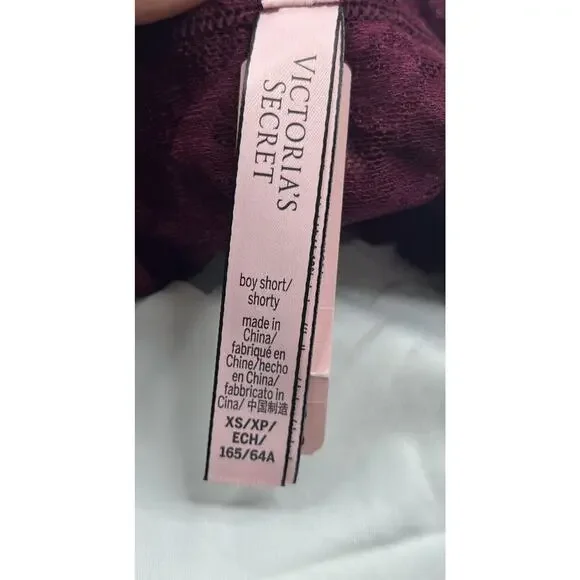 VICTORIA'S
SECRET
boy short/
shorty
made in
China/
fabriqué en
Chine/hecho
en China/
fabbricato in
Cina/ 中国制造
XS/XP/
ECH/
165/64A